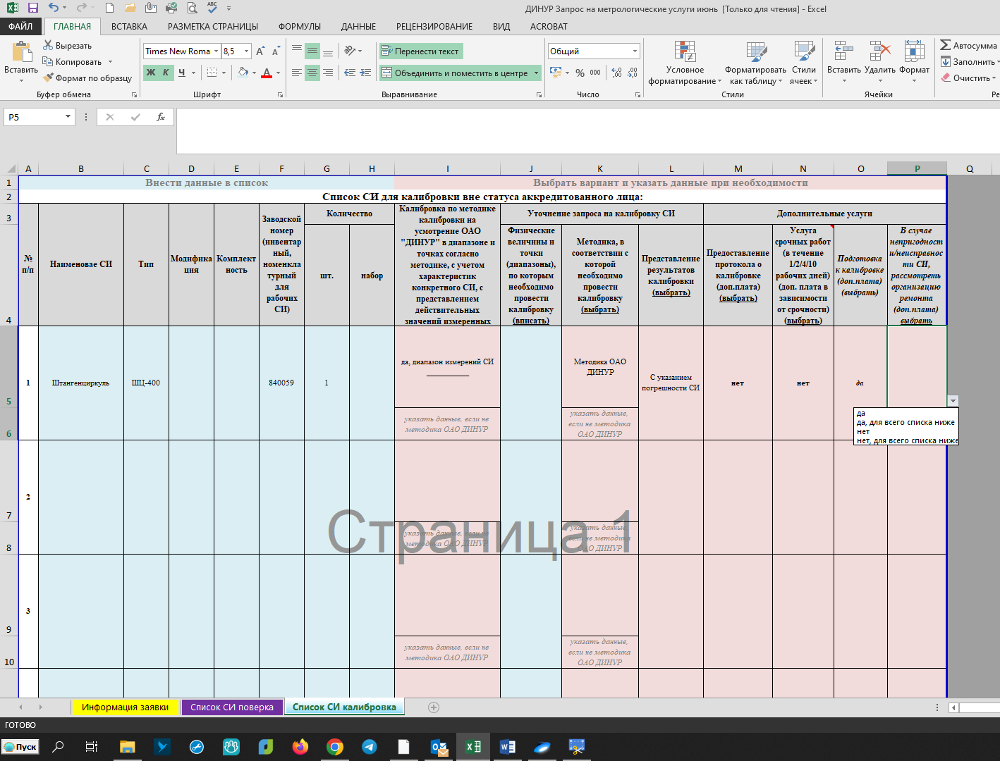 ДИНУР Запрос на метрологические услуги июнь [Только для чтения] - Excel
ФАЙЛ ГЛАВНАЯ ВСТАВКА РАЗМЕТКА СТРАНИЦЫ ФОРМУЛЫ ДАННЫЕ РЕЦЕНЗИРОВАНИЕ ВИД ACROBAT
Вставить
Вырезать
Копировать
Формат по образцу
Буфер обмена
Times New Roma 8,5
Ж К Ч
Шрифт
Перенести текст
Объединить и поместить в центре
Выравнивание
Общий
% 000
Число
Условное
форматирование
Форматировать
как таблицу
Стили
ячеек
Стили
Вставить Удалить Формат
Ячейки
Автосумма
Заполнить
Очистить
Ре
P5
fx
A B C D E F G H I J K L M N O P Q
1 Внести данные в список Выбрать вариант и указать данные при необходимости
2 Список СИ для калибровки вне статуса аккредитованного лица:
3
4
№
п/п
Наименовае СИ
Тип
Модифика
ция
Комплект
ность
Заводской
номер
(инвентар
ный,
номенкла
турный
для
рабочих
СИ)
Количество
шт.
набор
Калибровка по методике
калибровки на
усмотрение ОАО
"ДИНУР" в диапазоне и
точках согласно
методике, с учетом
характеристик
конкретного СИ, с
представлением
действительных
значений измеренных
Уточнение запроса на калибровку СИ
Физические
величины и
точки
(диапазоны),
по которым
необходимо
провести
калибровку
(вписать)
Методика, в
соответствии с
которой
необходимо
провести
калибровку
(выбрать)
Представление
результатов
калибровки
(выбрать)
Дополнительные услуги
Предоставление
протокола о
калибровке
(доп.плата)
(выбрать)
Услуга
срочных работ
(в течение
1/2/4/10
рабочих дней)
(доп. плата в
зависимости
от срочности)
(выбрать)
Подготовка
к калибровке
(доп.плата)
(выбрать)
В случае
непригодност
и/неисправнос
ти СИ,
рассмотреть
организацию
ремонта
(доп.плата)
выбрать
5
1
Штангенциркуль
ШЦ-400
840059
1
да, диапазон измерений СИ
Методика ОАО
ДИНУР
С указанием
погрешности СИ
нет
нет
да
да
да, для всего списка ниже
нет
нет, для всего списка ниже
6
указать данные, если не
методика ОАО ДИНУР
указать данные,
если не методика
ОАО ДИНУР
7
2
Страница 1
8
указать данные, если не
методика ОАО ДИНУР
указать данные,
если не методика
ОАО ДИНУР
9
3
10
указать данные, если не
методика ОАО ДИНУР
указать данные,
если не методика
ОАО ДИНУР
Информация заявки Список СИ поверка Список СИ калибровка
ГОТОВО
Пуск